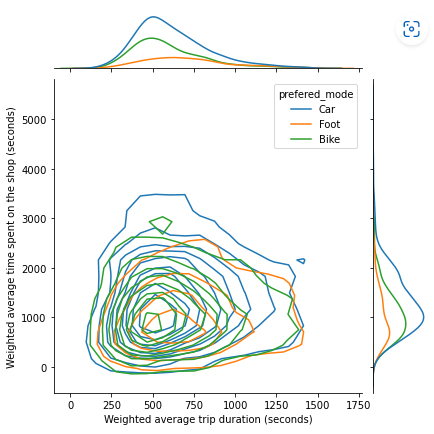 prefered_mode
Car
Foot
Bike
5000
4000
3000
2000
1000
0
Weighted average time spent on the shop (seconds)
0 250 500 750 1000 1250 1500 1750
Weighted average trip duration (seconds)